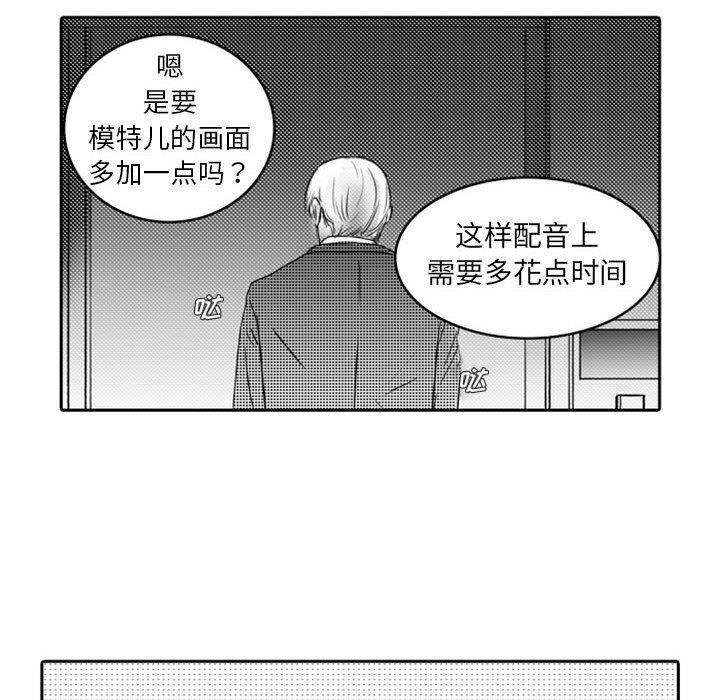 嗯
是要
模特儿的画面
多加一点吗？
这样配音上
需要多花点时间
哒
哒